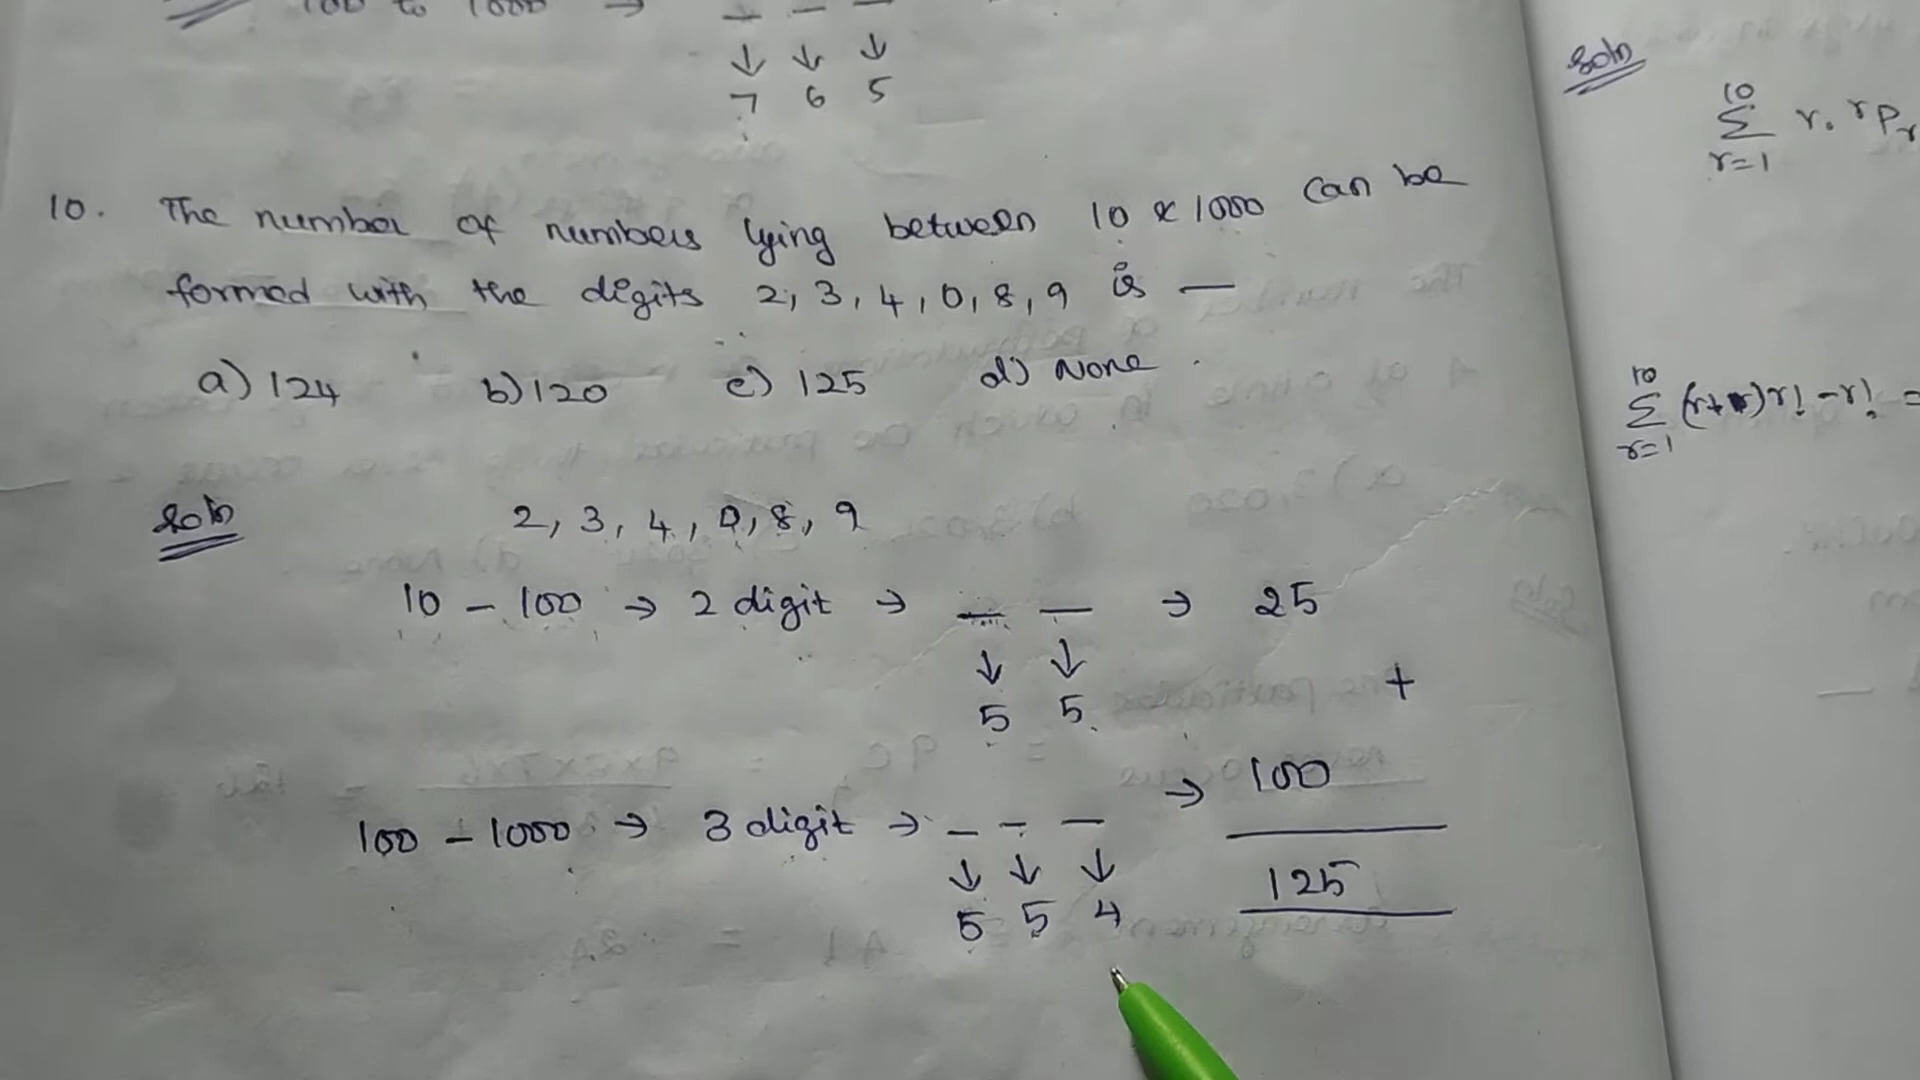 100 to 1000 →
↓ ↓ ↓
7 6 5
10. The number of numbers lying between 10 & 1000 can be
formed with the digits 2, 3, 4, 0, 8, 9 is —
a) 124 b) 120 c) 125 d) None.
Soln
2, 3, 4, 0, 8, 9
10 - 100 → 2 digit → _ _ → 25
↓ ↓ +
5 5
100 - 1000 → 3 digit → _ _ _ → 100
↓ ↓ ↓ 125
5 5 4
Soln
10
Σ r. rPr
r=1
10
Σ r! - r! =
r=1